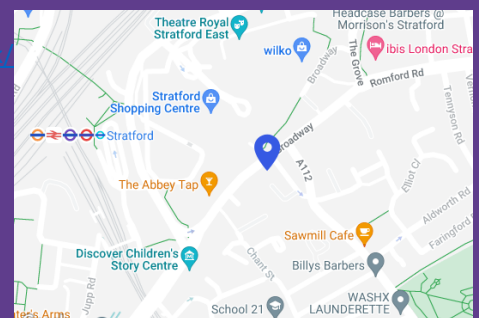 Headcase Barbers @
Morrison's Stratford
Theatre Royal
Stratford East
wilko
The Grove
ibis London Stra
Broadway
Romford Rd
Stratford
Shopping Centre
Tennyson Rd
Stratford
Broadway
A112
The Abbey Tap
Elliot Cl
Aldworth Rd
Faringford Rd
Sawmill Cafe
Discover Children's
Story Centre
Chant St
Billys Barbers
Jupp Rd
School 21
WASHX
LAUNDERETTE